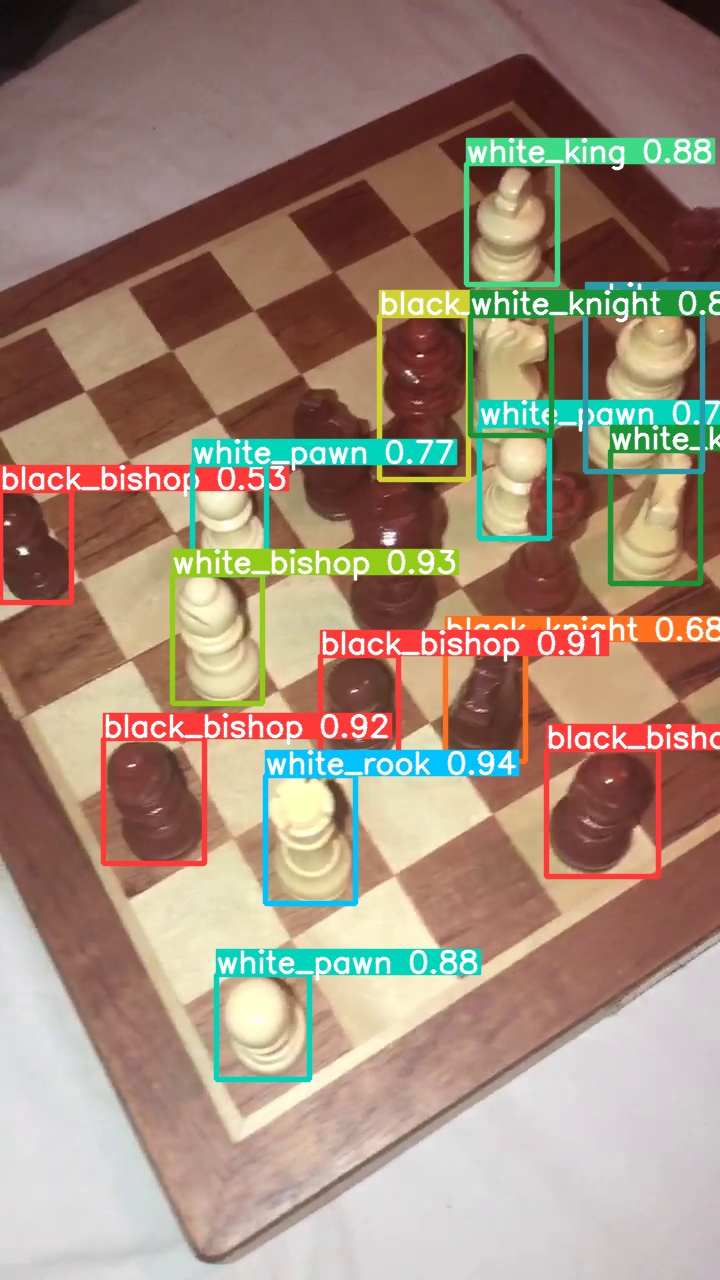 white_king 0.88
black_
white_knight 0.8
white_pawn 0.7
white_k
white_pawn 0.77
black_bishop 0.53
white_bishop 0.93
knight 0.68
black_bishop 0.91
black_bishop 0.92
black_bisho
white_rook 0.94
white_pawn 0.88